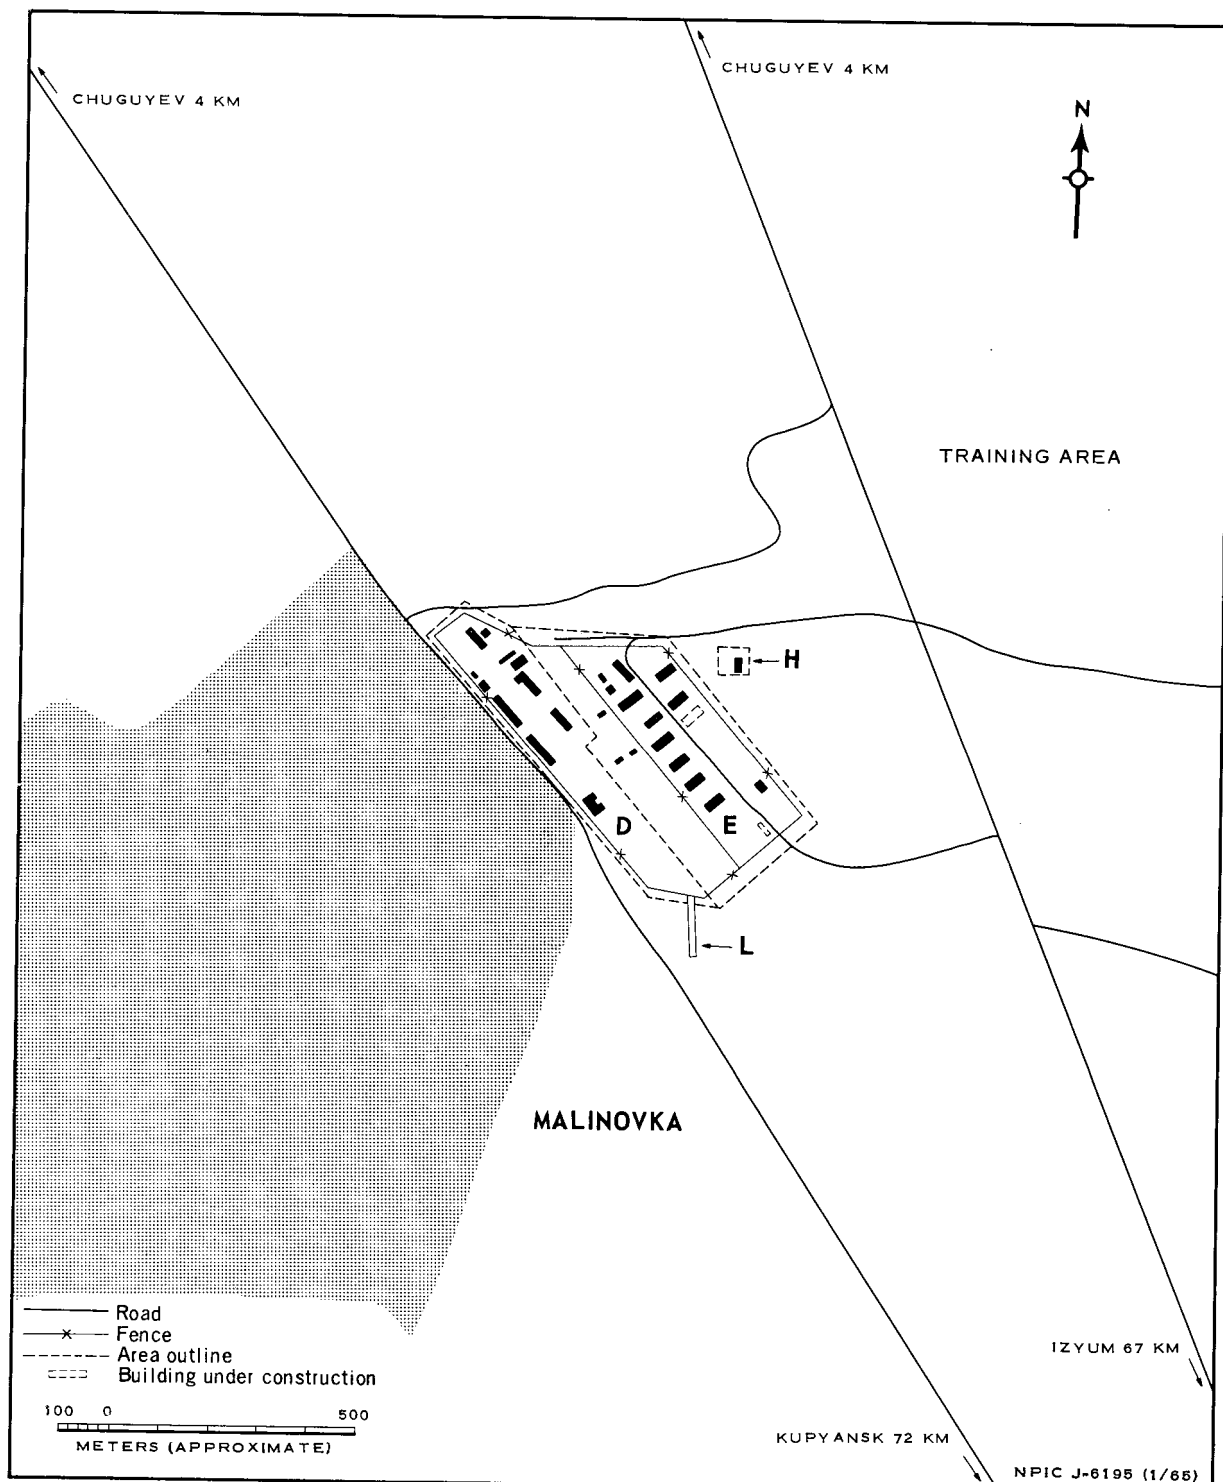 CHUGUYEV 4 KM
CHUGUYEV 4 KM
N
TRAINING AREA
H
D
E
L
MALINOVKA
Road
Fence
Area outline
Building under construction
100 0 500
METERS (APPROXIMATE)
IZYUM 67 KM
KUPYANSK 72 KM
NPIC J-6195 (1/65)